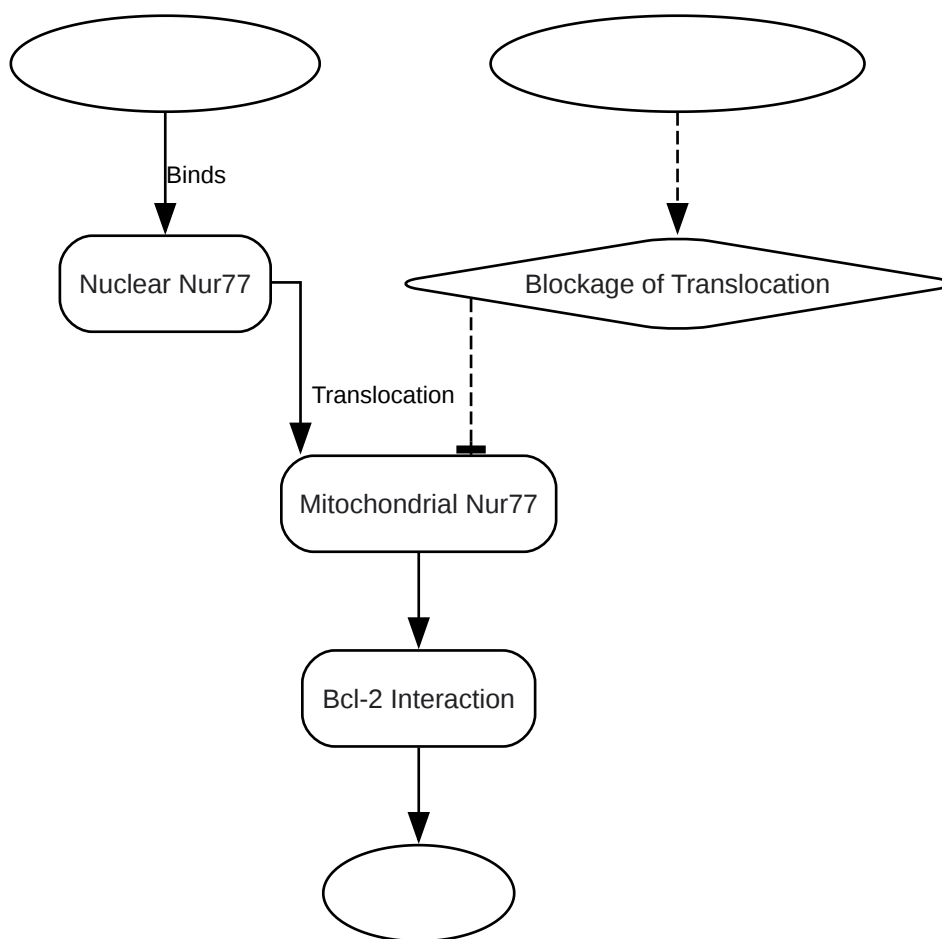 Binds
Nuclear Nur77
Blockage of Translocation
Translocation
Mitochondrial Nur77
Bcl-2 Interaction